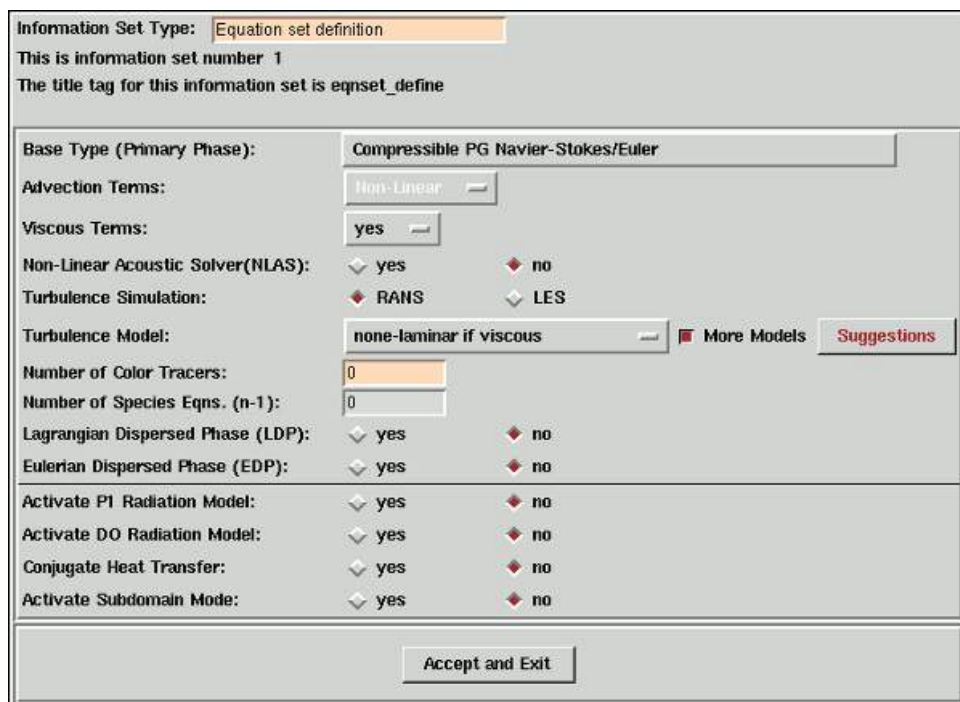 Information Set Type: Equation set definition
This is information set number 1
The title tag for this information set is eqnset_define
Base Type (Primary Phase): Compressible PG Navier-Stokes/Euler
Advection Terms: Non-Linear
Viscous Terms: yes
Non-Linear Acoustic Solver(NLAS): yes no
Turbulence Simulation: RANS LES
Turbulence Model: none-laminar if viscous More Models Suggestions
Number of Color Tracers: 0
Number of Species Eqns. (n-1): 0
Lagrangian Dispersed Phase (LDP): yes no
Eulerian Dispersed Phase (EDP): yes no
Activate P1 Radiation Model: yes no
Activate DO Radiation Model: yes no
Conjugate Heat Transfer: yes no
Activate Subdomain Mode: yes no
Accept and Exit